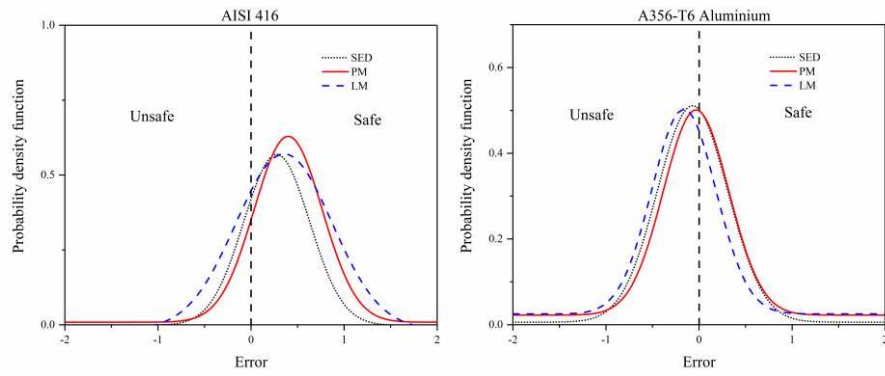 AISI 416
1.0
0.5
0.0
Probability density function
Unsafe
Safe
SED
PM
LM
-2
-1
0
1
2
Error
A356-T6 Aluminium
0.6
0.4
0.2
0.0
Probability density function
Unsafe
Safe
SED
PM
LM
-2
-1
0
1
2
Error